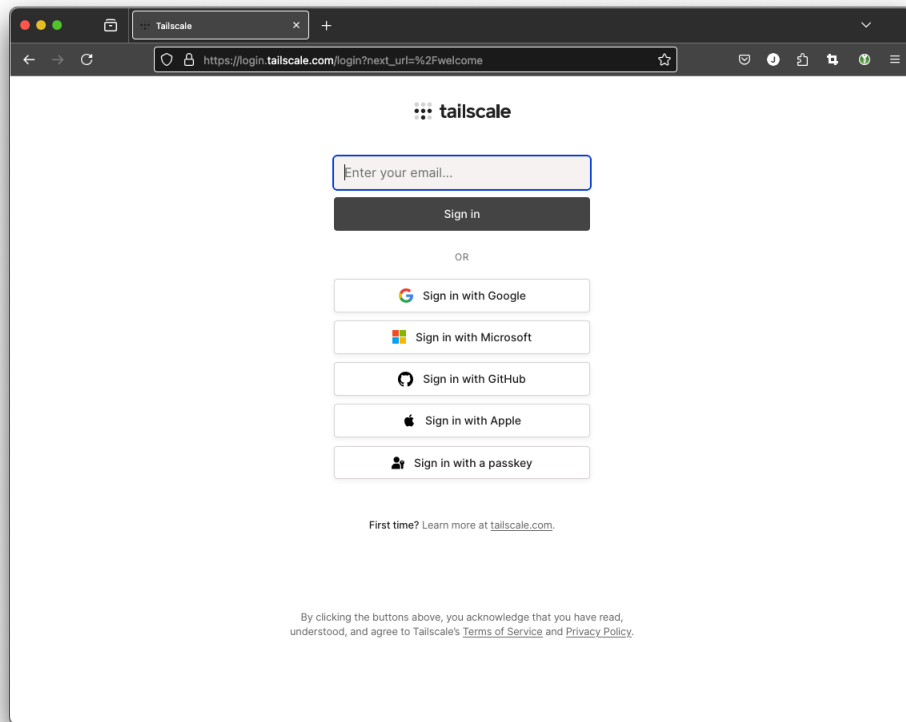 Tailscale
https://login.tailscale.com/login?next_url=%2Fwelcome
J
tailscale
Enter your email...
Sign in
OR
Sign in with Google
Sign in with Microsoft
Sign in with GitHub
Sign in with Apple
Sign in with a passkey
First time? Learn more at tailscale.com.
By clicking the buttons above, you acknowledge that you have read,
understood, and agree to Tailscale's Terms of Service and Privacy Policy.